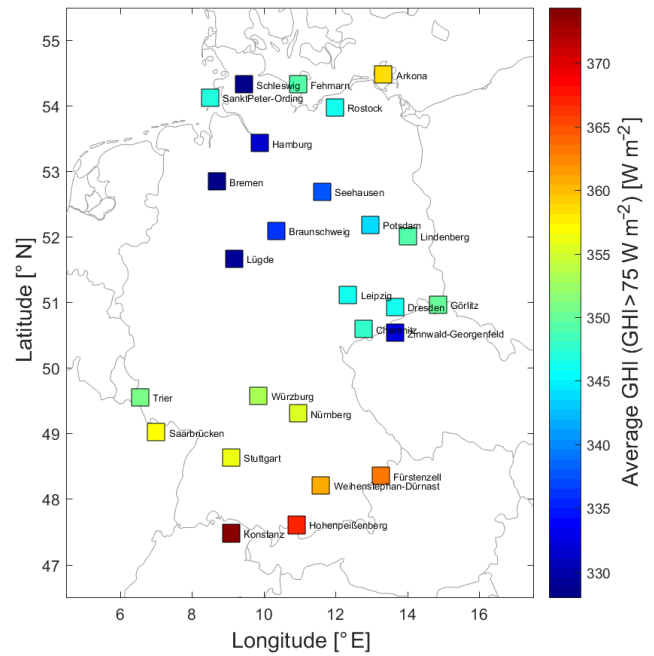 55
54
53
52
51
50
49
48
47
Latitude [° N]
6
8
10
12
14
16
Longitude [° E]
Schleswig
Fehmarn
Arkona
SanktPeter-Ording
Rostock
Hamburg
Bremen
Seehausen
Braunschweig
Potsdam
Lindenberg
Lügde
Leipzig
Dresden
Görlitz
Chemnitz
Zinnwald-Georgenfeld
Trier
Würzburg
Nürnberg
Saarbrücken
Stuttgart
Fürstenzell
Weihenstephan-Dürnast
Hohenpeißenberg
Konstanz
370
365
360
355
350
345
340
335
330
Average GHI (GHI>75 W m-2) [W m-2]